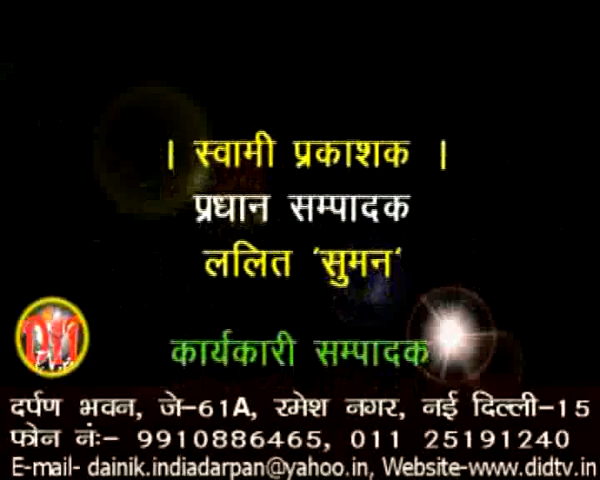 । स्वामी प्रकाशक ।
प्रधान सम्पादक
ललित 'सुमन'
कार्यकारी सम्पादक
दर्पण भवन, जे-61A, रमेश नगर, नई दिल्ली-15
फोन नंः- 9910886465, 011 25191240
E-mail- dainik.indiadarpan@yahoo.in, Website-www.didtv.in